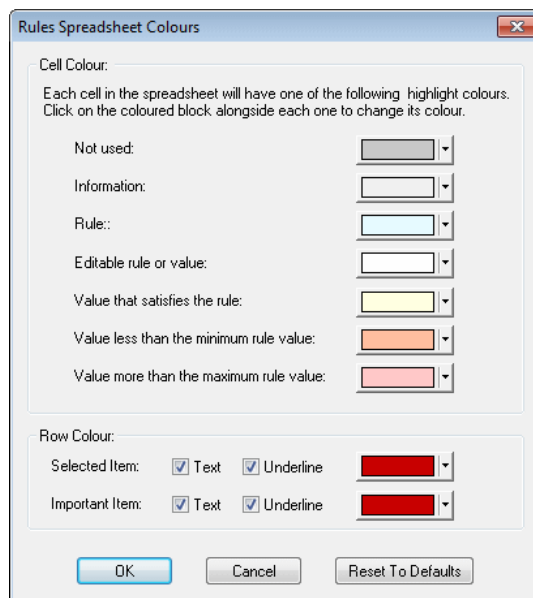 Rules Spreadsheet Colours
Cell Colour:
Each cell in the spreadsheet will have one of the following highlight colours.
Click on the coloured block alongside each one to change its colour.
Not used:
Information:
Rule::
Editable rule or value:
Value that satisfies the rule:
Value less than the minimum rule value:
Value more than the maximum rule value:
Row Colour:
Selected Item: Text Underline
Important Item: Text Underline
OK Cancel Reset To Defaults